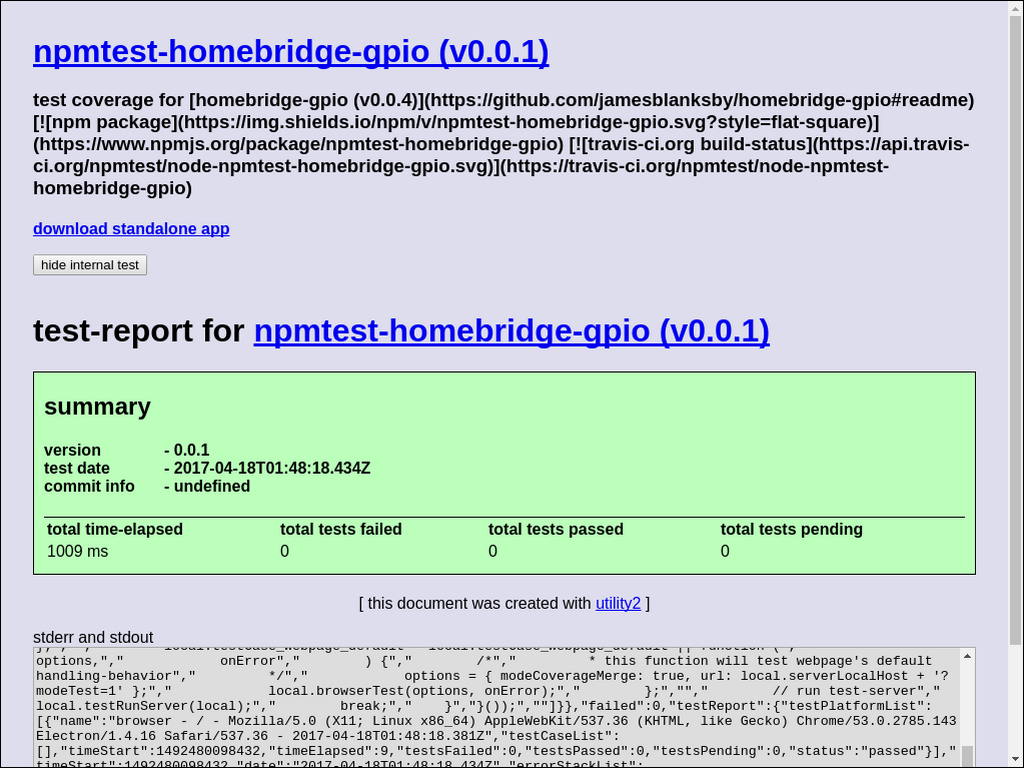 npmtest-homebridge-gpio (v0.0.1)
test coverage for [homebridge-gpio (v0.0.4)](https://github.com/jamesblanksby/homebridge-gpio#readme)
[![npm package](https://img.shields.io/npm/v/npmtest-homebridge-gpio.svg?style=flat-square)]
(https://www.npmjs.org/package/npmtest-homebridge-gpio) [![travis-ci.org build-status](https://api.travis-
ci.org/npmtest/node-npmtest-homebridge-gpio.svg)](https://travis-ci.org/npmtest/node-npmtest-
homebridge-gpio)
download standalone app
hide internal test
test-report for npmtest-homebridge-gpio (v0.0.1)
summary
version - 0.0.1
test date - 2017-04-18T01:48:18.434Z
commit info - undefined
total time-elapsed total tests failed total tests passed total tests pending
1009 ms 0 0 0
[ this document was created with utility2 ]
stderr and stdout
options,"," onError"," ) {"," /*"," * this function will test webpage's default
handling-behavior"," */"," options = { modeCoverageMerge: true, url: local.serverLocalHost + '?
modeTest=1' };"," local.browserTest(options, onError);"," };",""," // run test-server","
local.testRunServer(local);"," break;"," }","}());",""]}},"failed":0,"testReport":{"testPlatformList":
[{"name":"browser - / - Mozilla/5.0 (X11; Linux x86_64) AppleWebKit/537.36 (KHTML, like Gecko) Chrome/53.0.2785.143
Electron/1.4.16 Safari/537.36 - 2017-04-18T01:48:18.381Z","testCaseList":
[],"timeStart":1492480098432,"timeElapsed":9,"testsFailed":0,"testsPassed":0,"testsPending":0,"status":"passed"}],"
timeStart":1492480098432,"date":"2017-04-18T01:48:18.434Z","errorStackList":